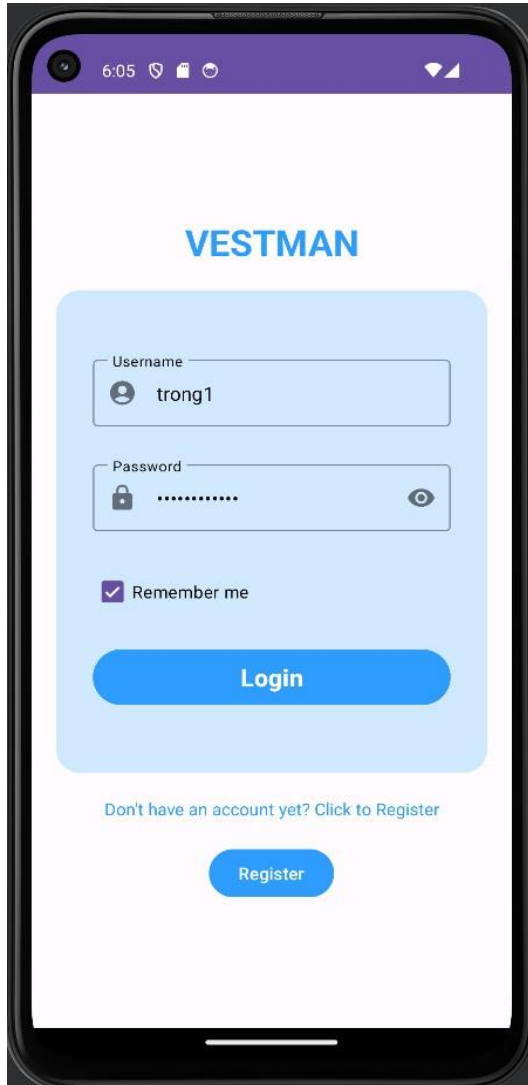 6:05
VESTMAN
Username
trong1
Password
••••••••••••
Remember me
Login
Don't have an account yet? Click to Register
Register